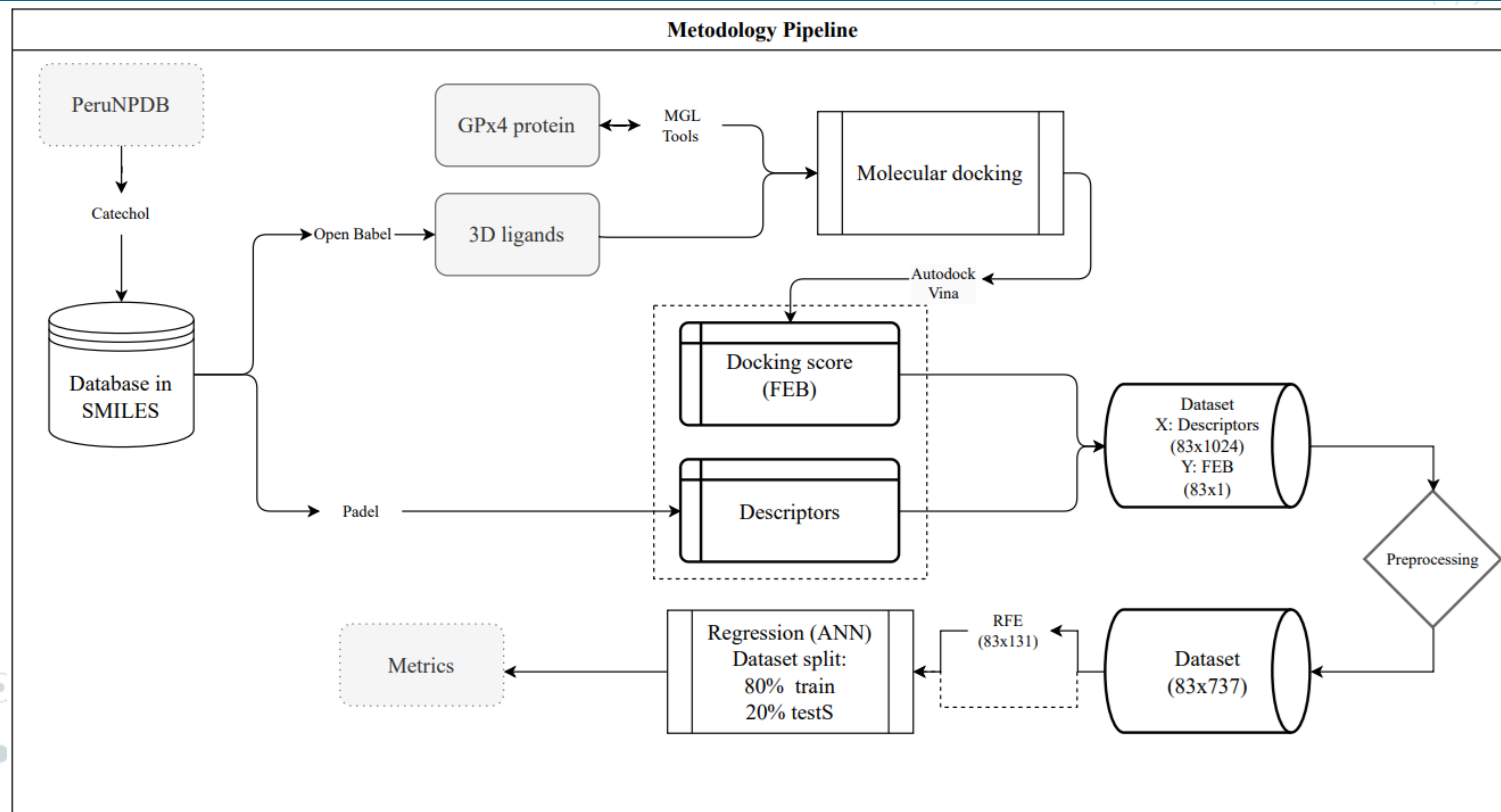 Metodology Pipeline
PeruNPDB
GPx4 protein
MGL
Tools
Molecular docking
Catechol
Open Babel
3D ligands
Autodock
Vina
Database in
SMILES
Docking score
(FEB)
Dataset
X: Descriptors
(83x1024)
Y: FEB
(83x1)
Padel
Descriptors
Preprocessing
Metrics
Regression (ANN)
Dataset split:
80% train
20% testS
RFE
(83x131)
Dataset
(83x737)